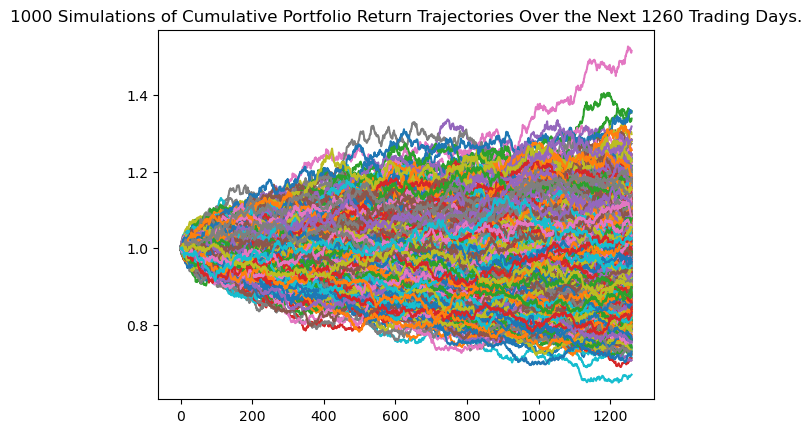 1000 Simulations of Cumulative Portfolio Return Trajectories Over the Next 1260 Trading Days.
1.4
1.2
1.0
0.8
0 200 400 600 800 1000 1200